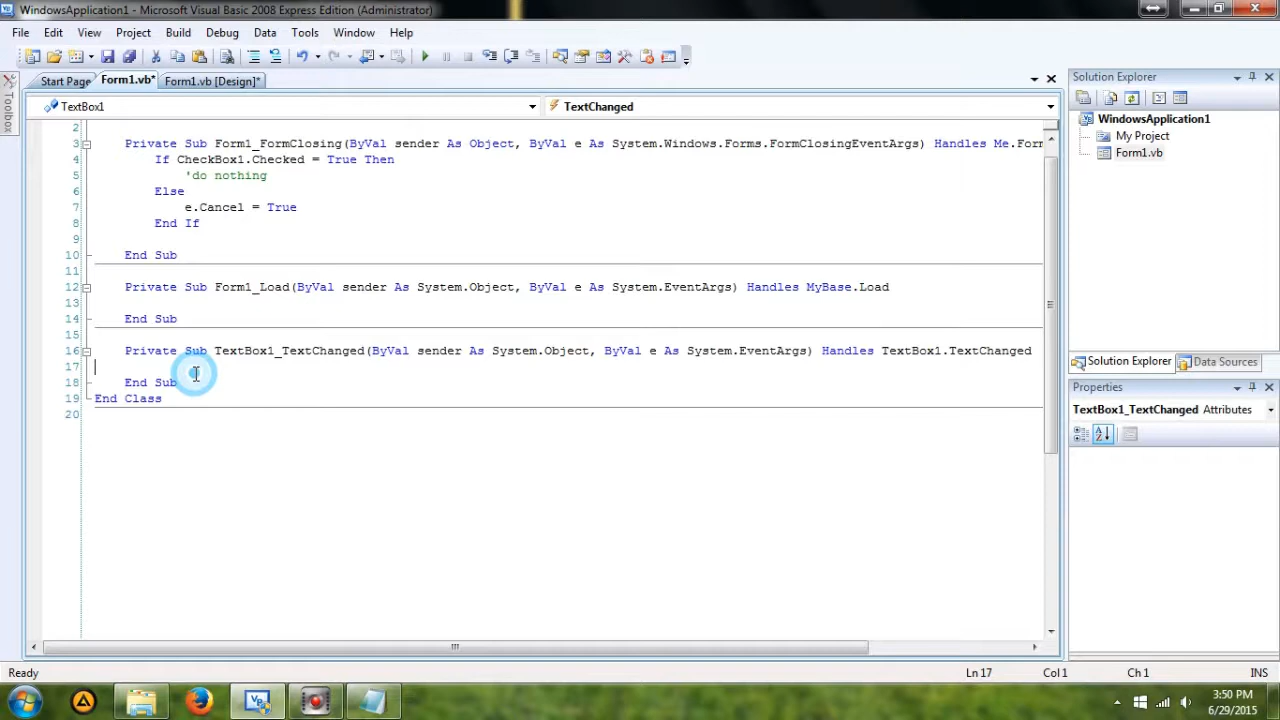 WindowsApplication1 - Microsoft Visual Basic 2008 Express Edition (Administrator)
File Edit View Project Build Debug Data Tools Window Help
Toolbox
Start Page Form1.vb* Form1.vb [Design]*
TextBox1 TextChanged
2
3 Private Sub Form1_FormClosing(ByVal sender As Object, ByVal e As System.Windows.Forms.FormClosingEventArgs) Handles Me.Form
4 If CheckBox1.Checked = True Then
5 'do nothing
6 Else
7 e.Cancel = True
8 End If
9
10 End Sub
11
12 Private Sub Form1_Load(ByVal sender As System.Object, ByVal e As System.EventArgs) Handles MyBase.Load
13
14 End Sub
15
16 Private Sub TextBox1_TextChanged(ByVal sender As System.Object, ByVal e As System.EventArgs) Handles TextBox1.TextChanged
17
18 End Sub
19 End Class
20
Solution Explorer
WindowsApplication1
My Project
Form1.vb
Solution Explorer Data Sources
Properties
TextBox1_TextChanged Attributes
Ready Ln 17 Col 1 Ch 1 INS
3:50 PM
6/29/2015